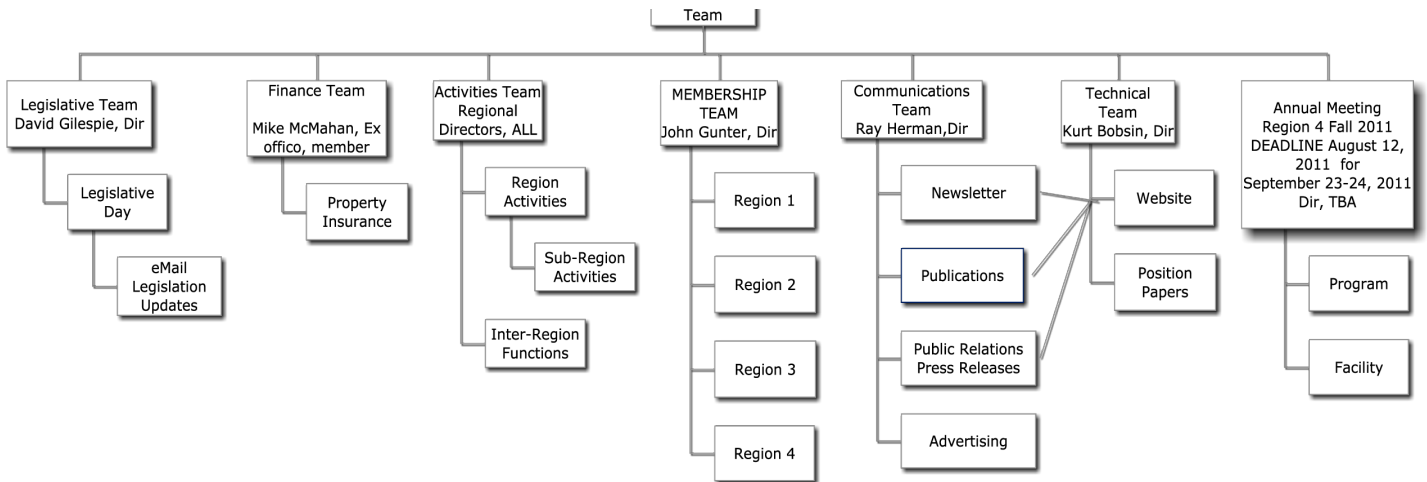 Team
Legislative Team
David Gilespie, Dir
Legislative
Day
eMail
Legislation
Updates
Finance Team
Mike McMahan, Ex
offico, member
Property
Insurance
Activities Team
Regional
Directors, ALL
Region
Activities
Sub-Region
Activities
Inter-Region
Functions
MEMBERSHIP
TEAM
John Gunter, Dir
Region 1
Region 2
Region 3
Region 4
Communications
Team
Ray Herman,Dir
Newsletter
Publications
Public Relations
Press Releases
Advertising
Technical
Team
Kurt Bobsin, Dir
Website
Position
Papers
Annual Meeting
Region 4 Fall 2011
DEADLINE August 12,
2011 for
September 23-24, 2011
Dir, TBA
Program
Facility